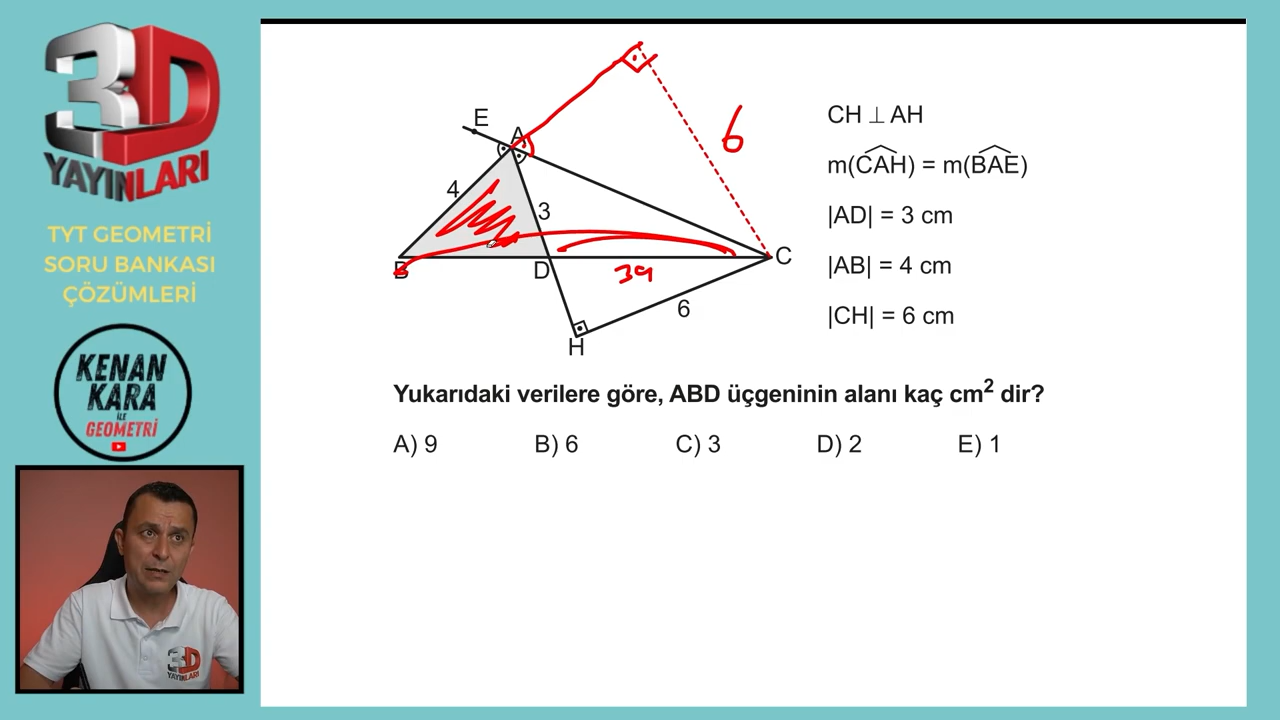 3D
YAYINLARI
TYT GEOMETRİ
SORU BANKASI
ÇÖZÜMLERİ
KENAN
KARA
İLE
GEOMETRİ
3D
YAYINLARI
E
A
4
3
B
D
C
H
6
6
39
CH ⊥ AH
m(CAH) = m(BAE)
|AD| = 3 cm
|AB| = 4 cm
|CH| = 6 cm
Yukarıdaki verilere göre, ABD üçgeninin alanı kaç cm² dir?
A) 9 B) 6 C) 3 D) 2 E) 1